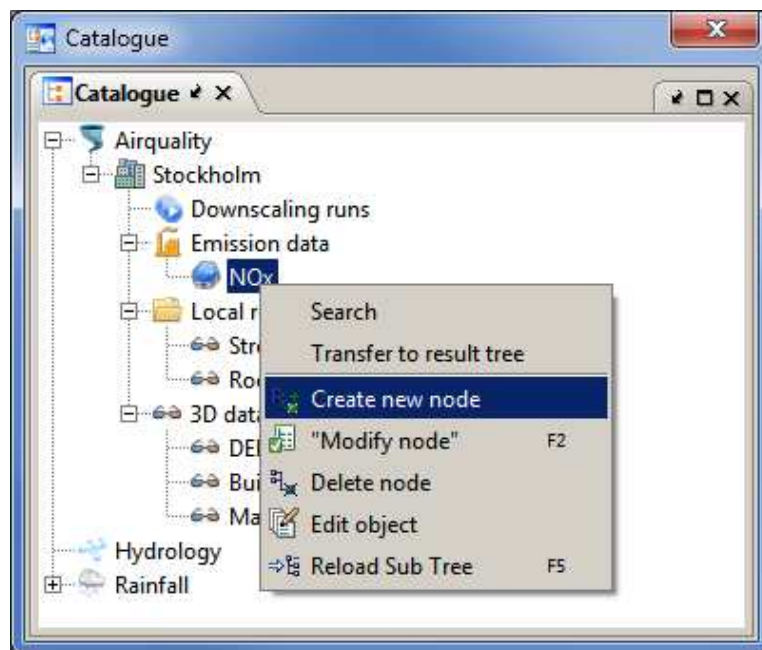 Catalogue
Catalogue
Airquality
Stockholm
Downscaling runs
Emission data
NOx
Local r
Search
Str
Transfer to result tree
Ro
Create new node
3D data
"Modify node" F2
DE
Bui
Delete node
Ma
Edit object
Hydrology
Reload Sub Tree F5
Rainfall